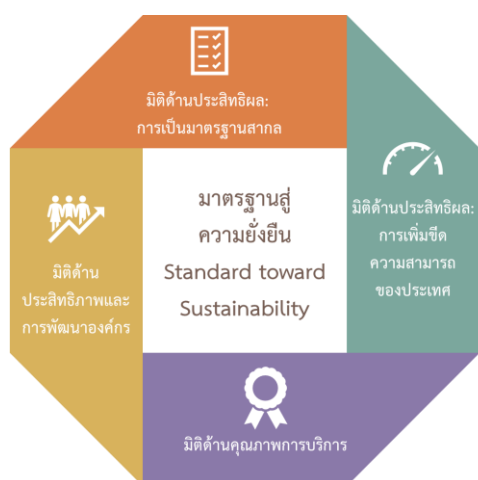 มิติด้านประสิทธิผล:
การเป็นมาตรฐานสากล
มิติด้านประสิทธิผล:
การเพิ่มขีด
ความสามารถ
ของประเทศ
มาตรฐานสู่
ความยั่งยืน
Standard toward
Sustainability
มิติด้าน
ประสิทธิภาพและ
การพัฒนาองค์กร
มิติด้านคุณภาพการบริการ